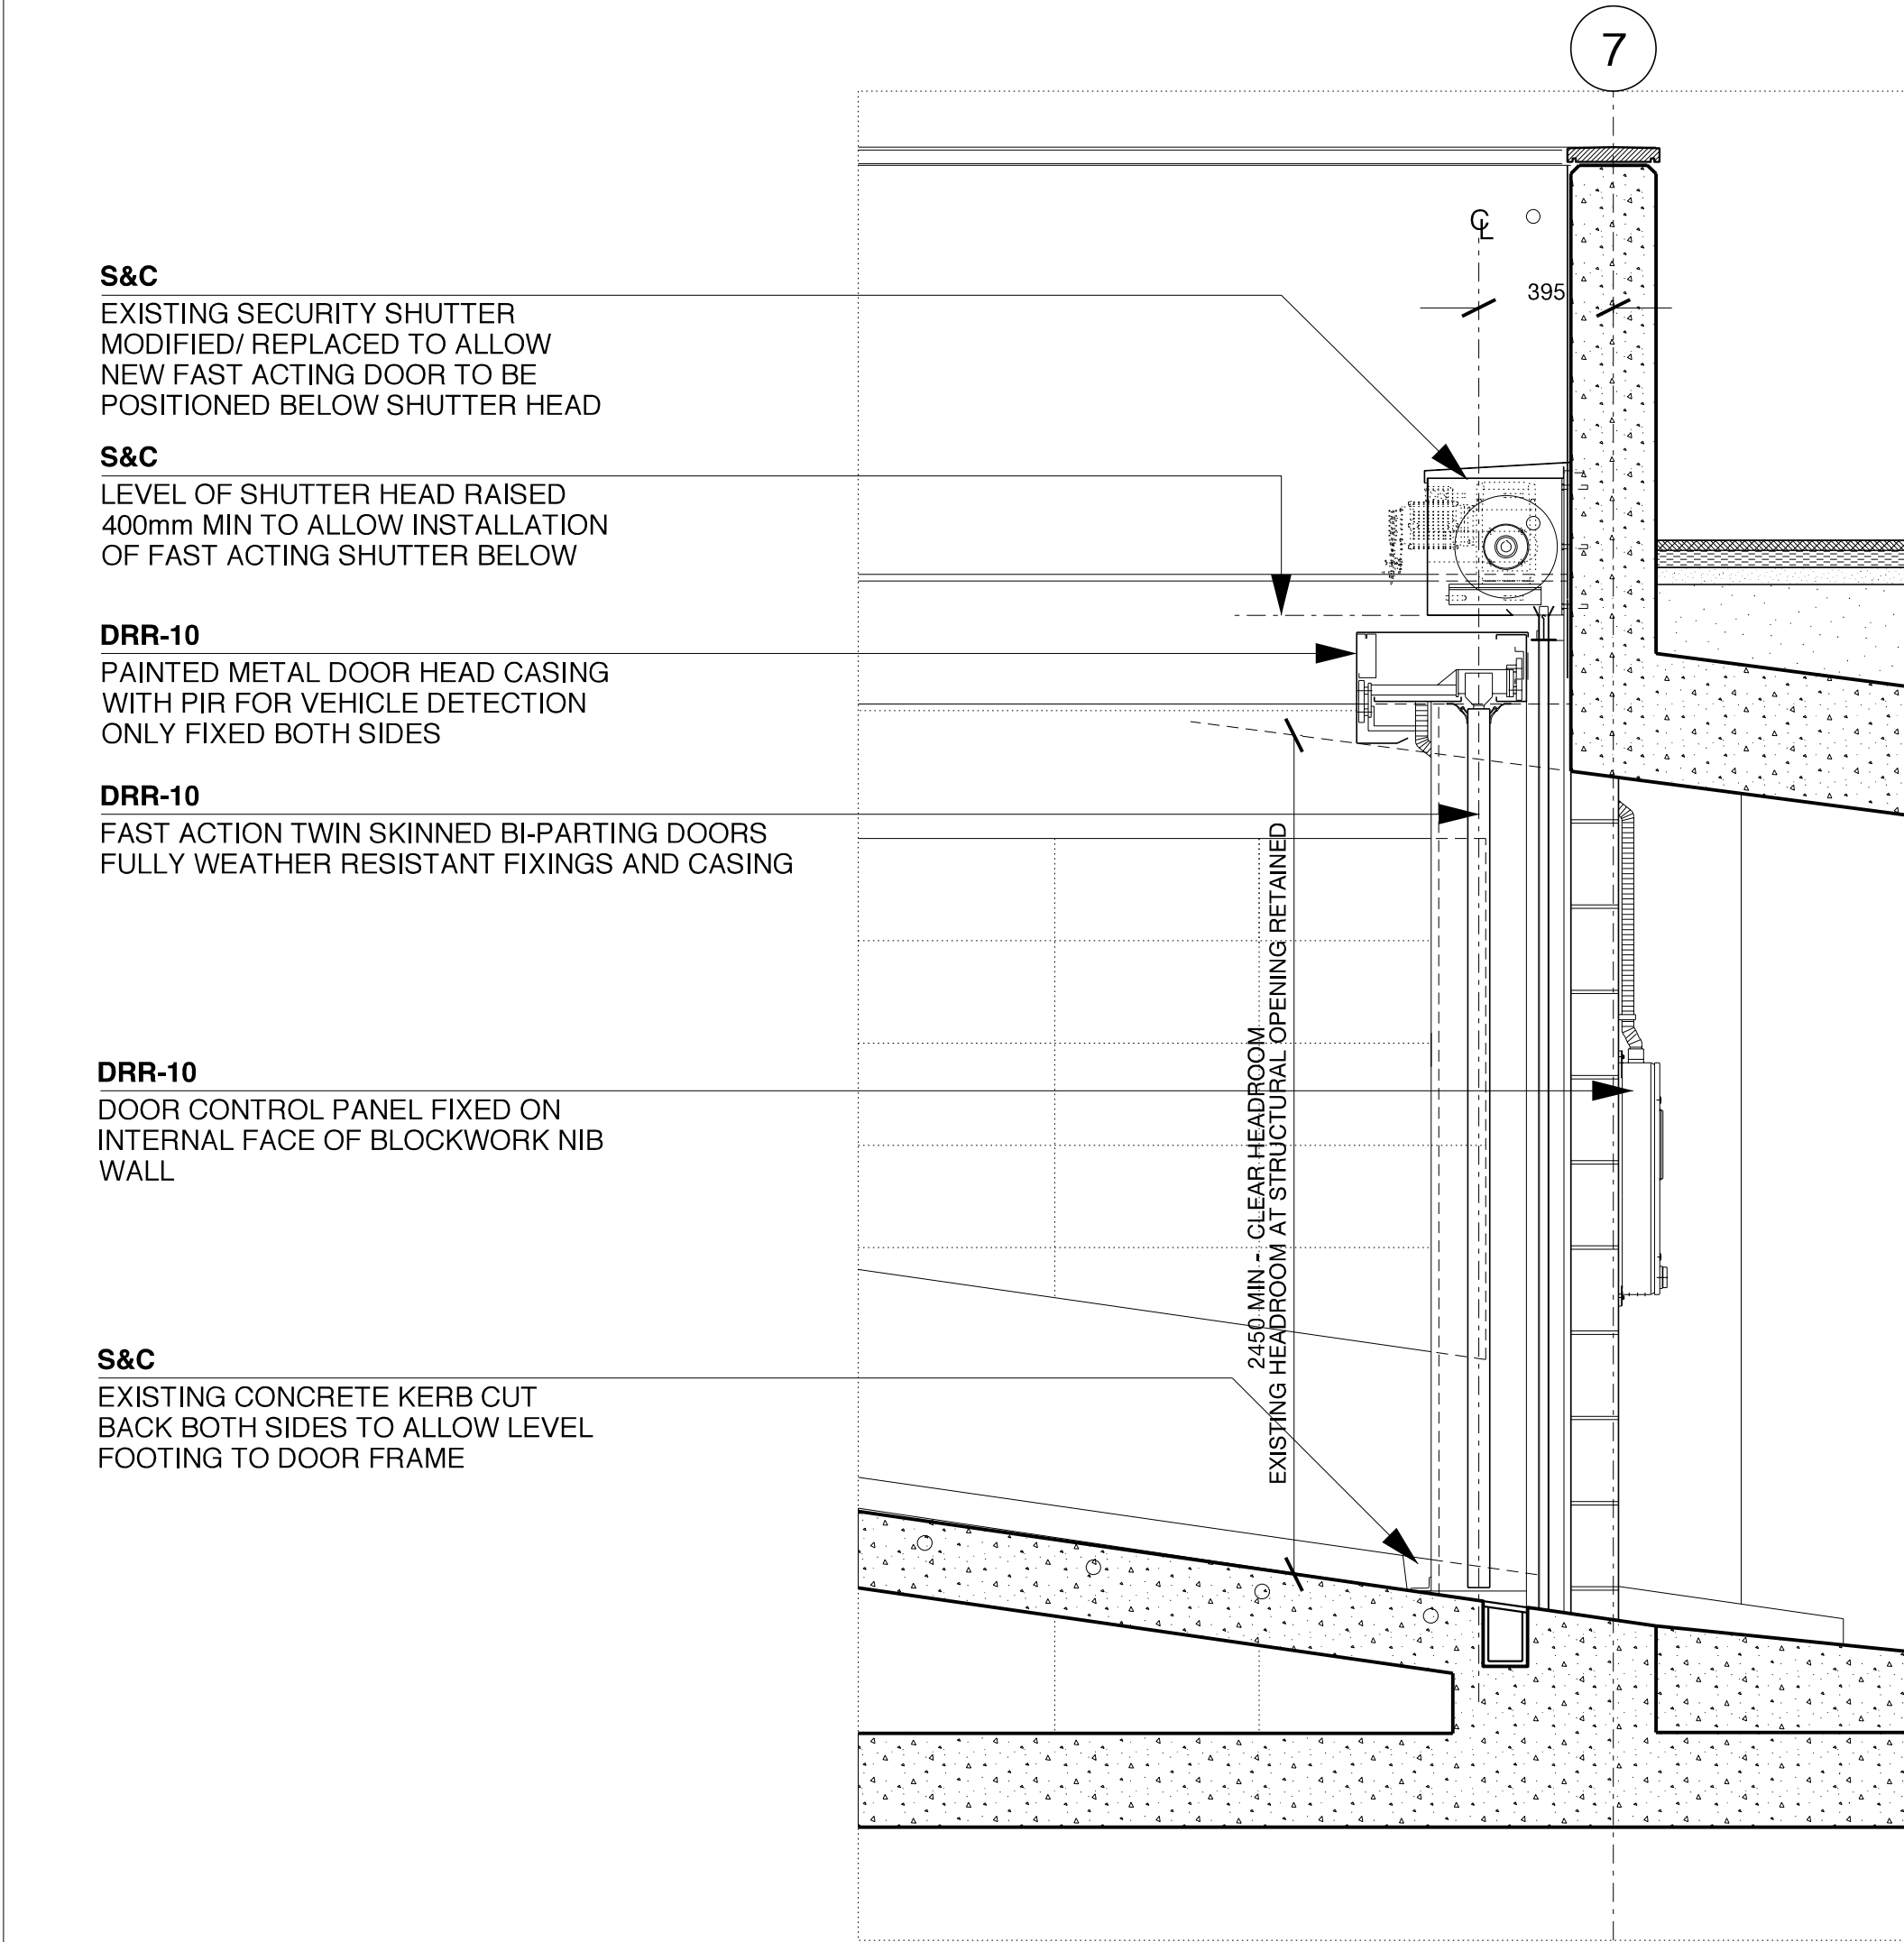 7
CL
395
S&C
EXISTING SECURITY SHUTTER
MODIFIED/ REPLACED TO ALLOW
NEW FAST ACTING DOOR TO BE
POSITIONED BELOW SHUTTER HEAD
S&C
LEVEL OF SHUTTER HEAD RAISED
400mm MIN TO ALLOW INSTALLATION
OF FAST ACTING SHUTTER BELOW
DRR-10
PAINTED METAL DOOR HEAD CASING
WITH PIR FOR VEHICLE DETECTION
ONLY FIXED BOTH SIDES
DRR-10
FAST ACTION TWIN SKINNED BI-PARTING DOORS
FULLY WEATHER RESISTANT FIXINGS AND CASING
DRR-10
DOOR CONTROL PANEL FIXED ON
INTERNAL FACE OF BLOCKWORK NIB
WALL
S&C
EXISTING CONCRETE KERB CUT
BACK BOTH SIDES TO ALLOW LEVEL
FOOTING TO DOOR FRAME
2450 MIN - CLEAR HEADROOM
EXISTING HEADROOM AT STRUCTURAL OPENING RETAINED